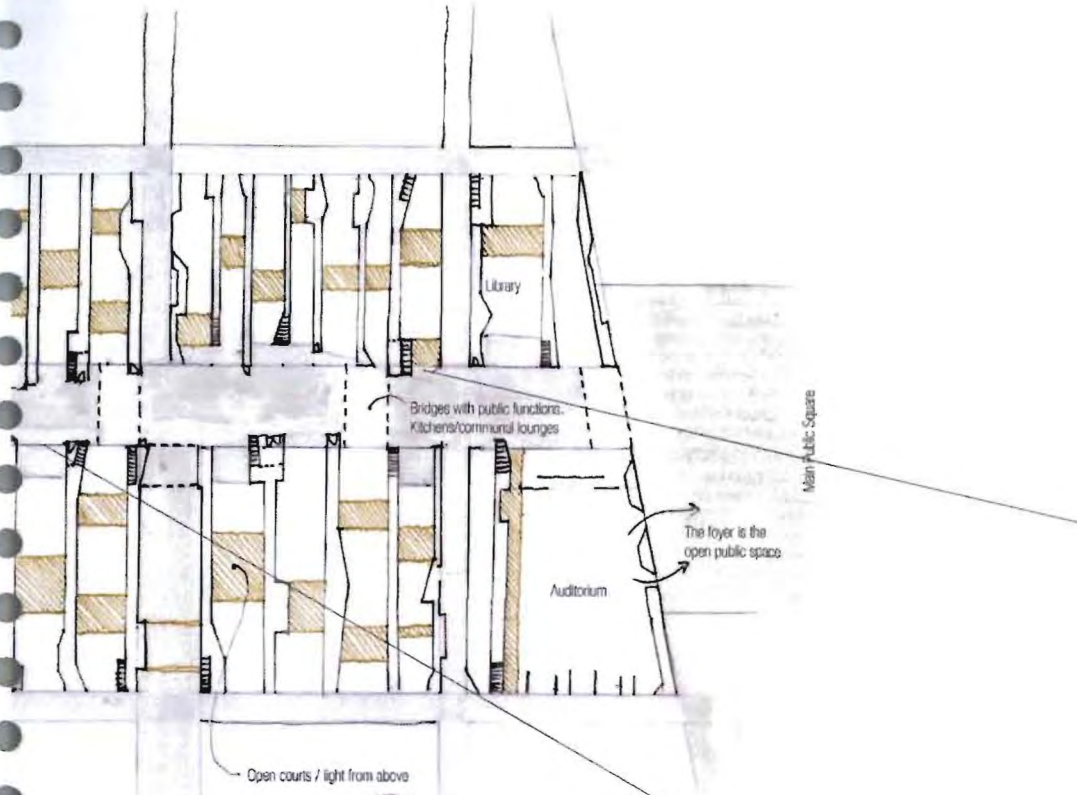 Library
Bridges with public functions.
Kitchens/communal lounges
Main Public Square
The foyer is the
open public space
Auditorium
Open courts / light from above